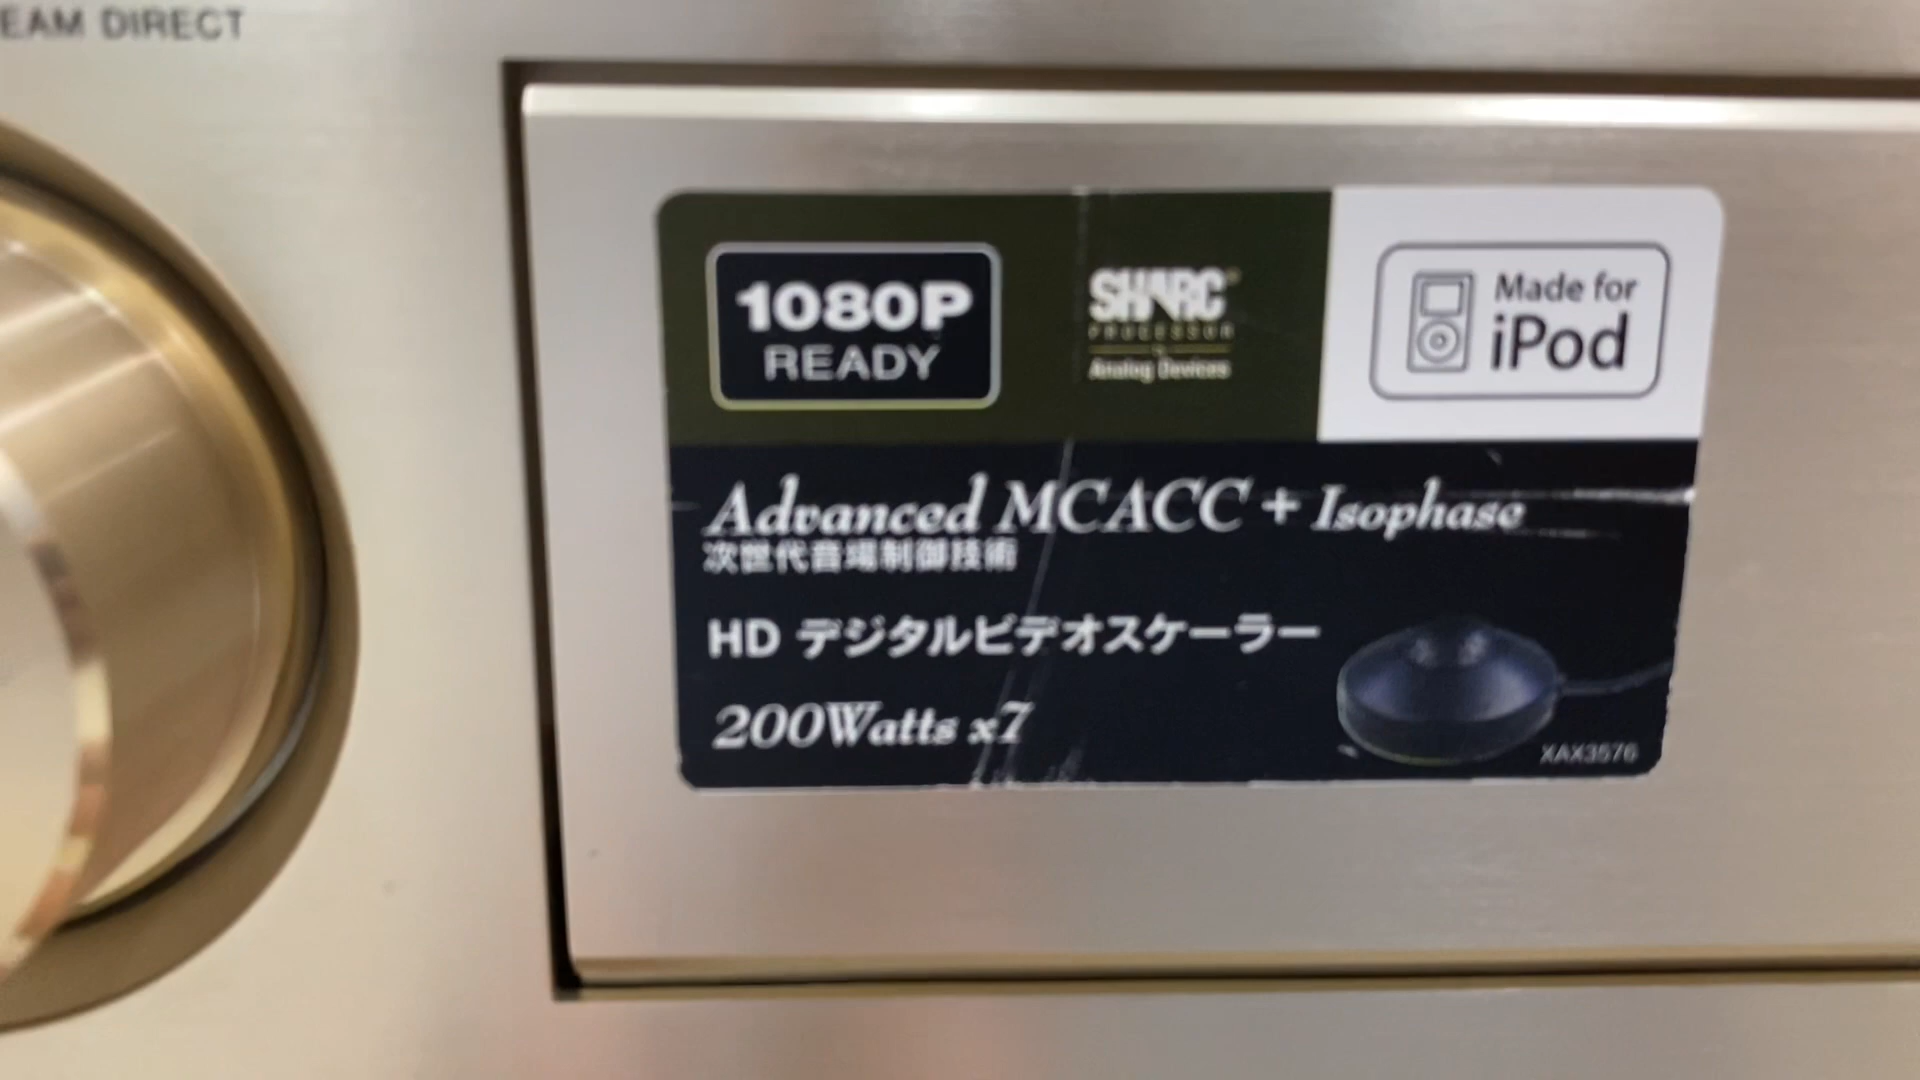 EAM DIRECT
1080P
READY
SHARC
PROCESSOR
Analog Devices
Made for
iPod
Advanced MCACC + Isophase
次世代音場制御技術
HD デジタルビデオスケーラー
200Watts x7
XAX3576